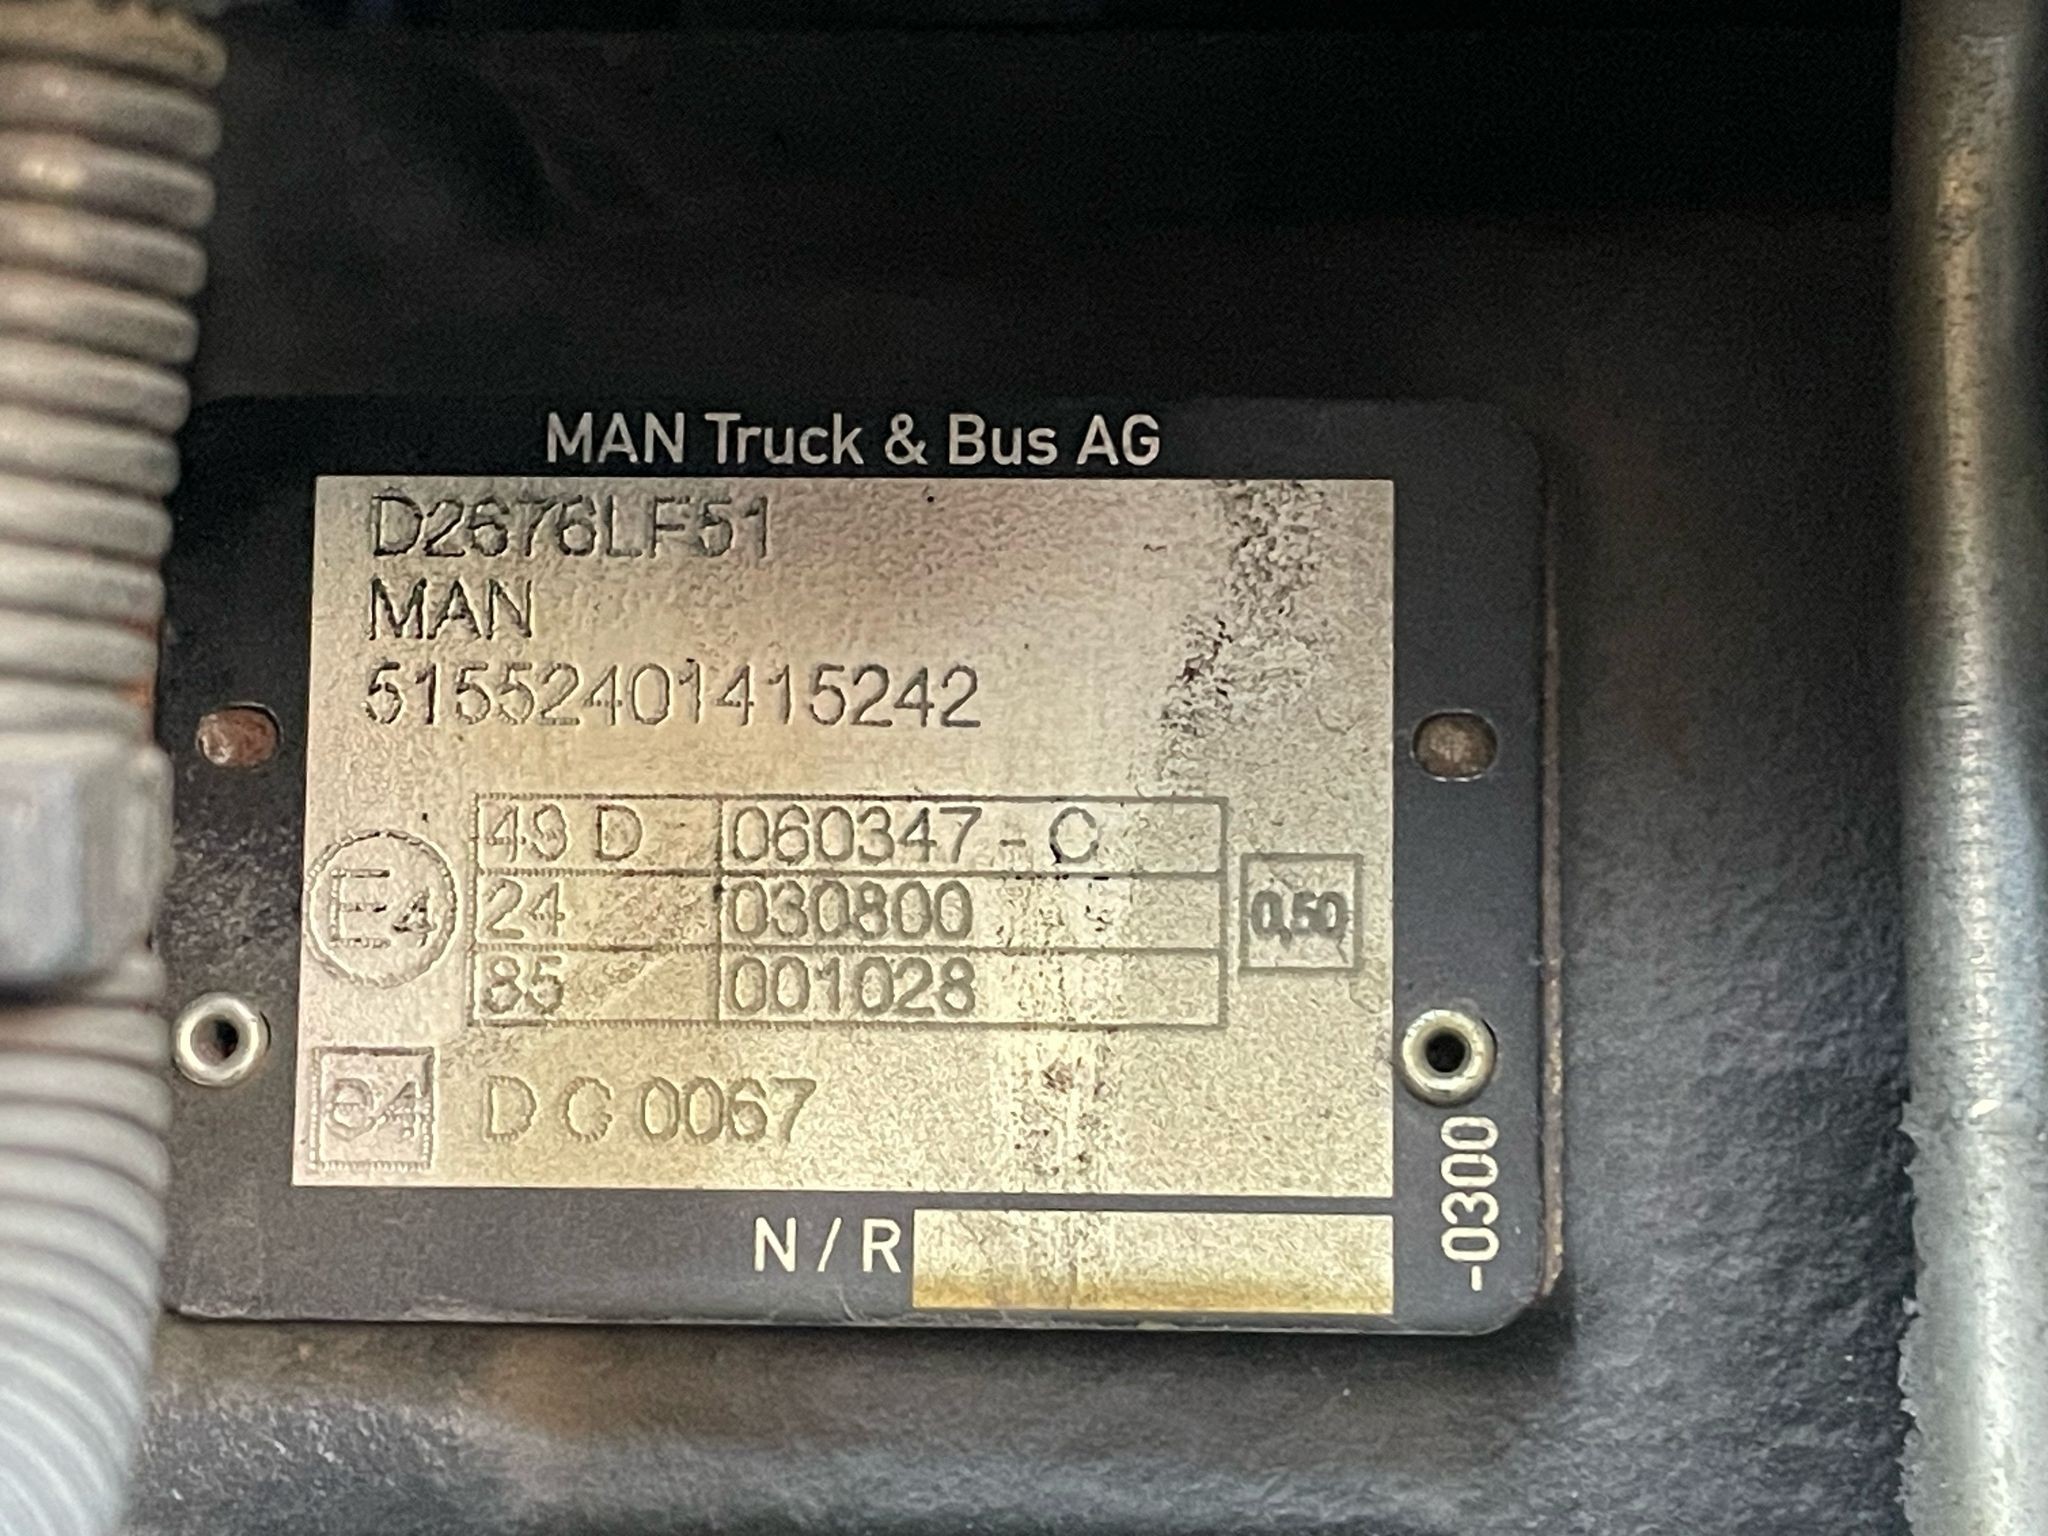 MAN Truck & Bus AG
D2676LF51
MAN
51552401415242
49 D 060347 - C
E4 24 030800 0,50
85 001028
e4 D C 0067
N / R
-0300